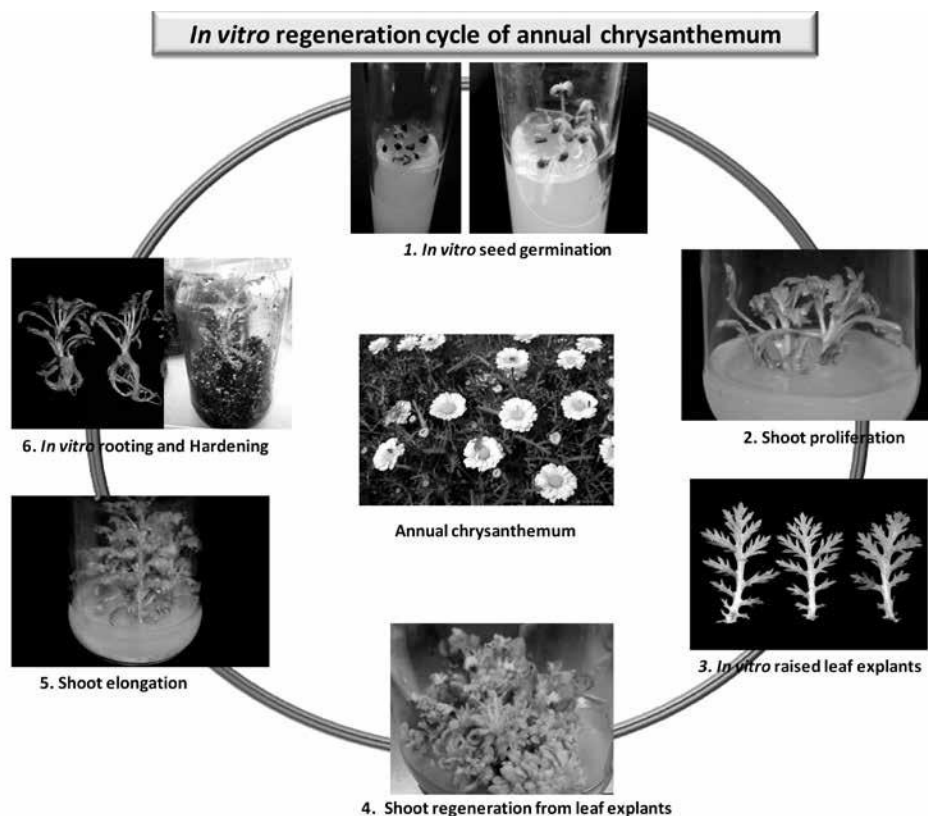 In vitro regeneration cycle of annual chrysanthemum
1. In vitro seed germination
2. Shoot proliferation
3. In vitro raised leaf explants
4. Shoot regeneration from leaf explants
5. Shoot elongation
6. In vitro rooting and Hardening
Annual chrysanthemum